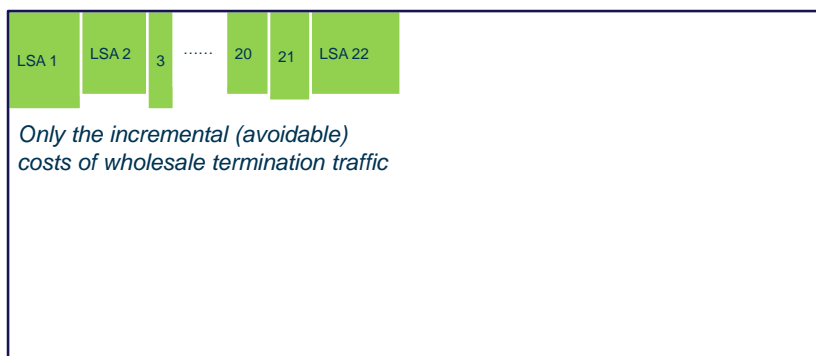 LSA 1 LSA 2 3 ...... 20 21 LSA 22
Only the incremental (avoidable)
costs of wholesale termination traffic